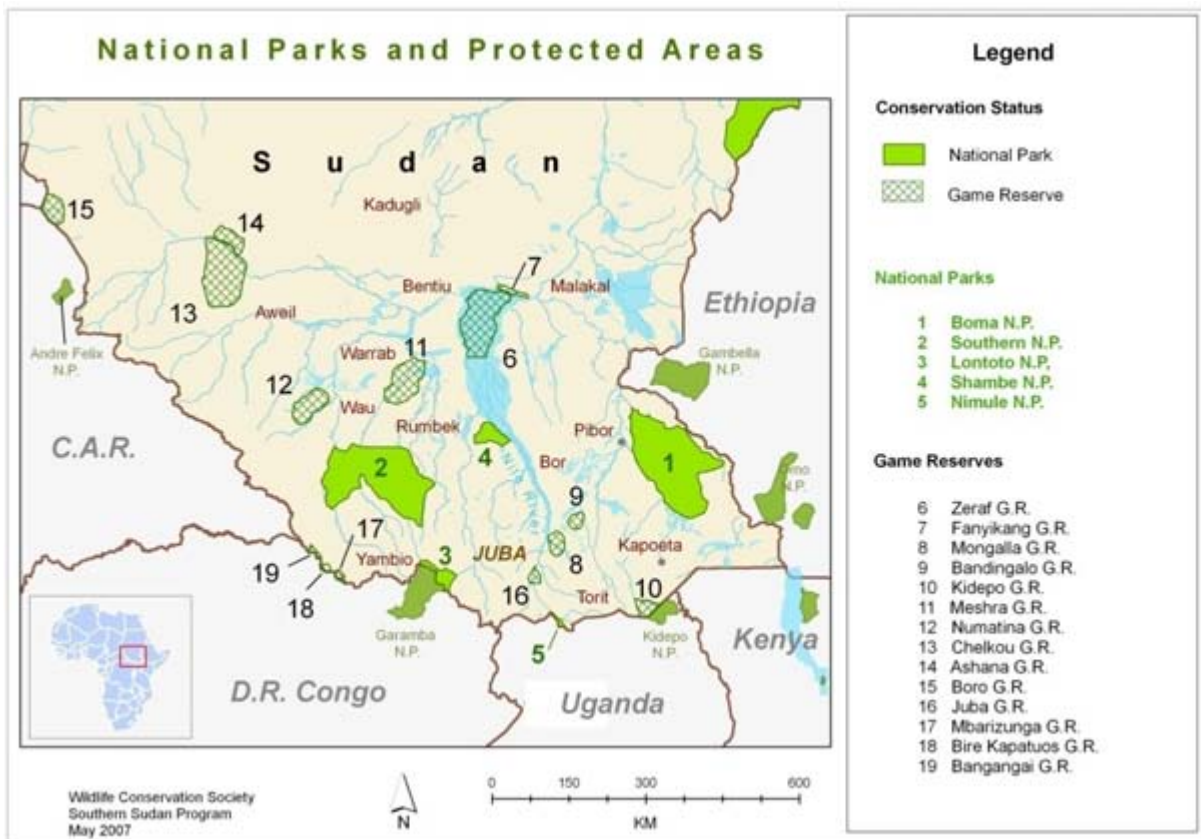 National Parks and Protected Areas
Sudan
Kadugli
15
14
13
Aweil
Bentiu
7
Malakal
Ethiopia
Andre Felix
N.P.
Warrab
11
6
Gambella
N.P.
12
Wau
Rumbek
Pibor
C.A.R.
2
4
Nile River
Bor
1
N.P.
9
17
Yambio
3
JUBA
8
Kapoeta
19
18
16
Torit
10
Garamba
N.P.
5
Kidepo
N.P.
Kenya
D.R. Congo
Uganda
Wildlife Conservation Society
Southern Sudan Program
May 2007
N
0 150 300 600
KM
Legend
Conservation Status
National Park
Game Reserve
National Parks
1 Boma N.P.
2 Southern N.P.
3 Lontoto N.P.
4 Shambe N.P.
5 Nimule N.P.
Game Reserves
6 Zeraf G.R.
7 Fanyikang G.R.
8 Mongalla G.R.
9 Bandingalo G.R.
10 Kidepo G.R.
11 Meshra G.R.
12 Numatina G.R.
13 Chelkou G.R.
14 Ashana G.R.
15 Boro G.R.
16 Juba G.R.
17 Mbarizunga G.R.
18 Bire Kapatuos G.R.
19 Bangangai G.R.